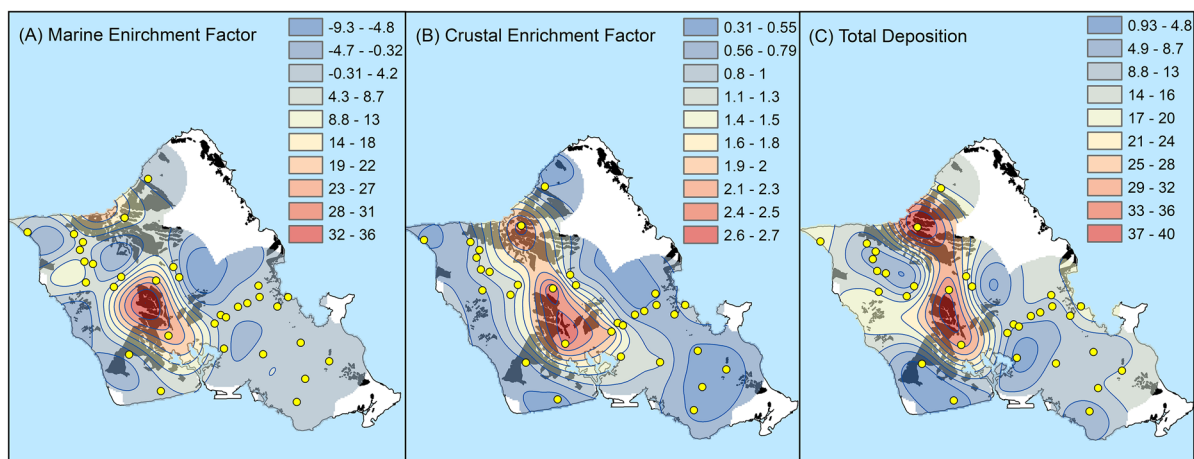 (A) Marine Enirchment Factor
-9.3 - -4.8
-4.7 - -0.32
-0.31 - 4.2
4.3 - 8.7
8.8 - 13
14 - 18
19 - 22
23 - 27
28 - 31
32 - 36
(B) Crustal Enrichment Factor
0.31 - 0.55
0.56 - 0.79
0.8 - 1
1.1 - 1.3
1.4 - 1.5
1.6 - 1.8
1.9 - 2
2.1 - 2.3
2.4 - 2.5
2.6 - 2.7
(C) Total Deposition
0.93 - 4.8
4.9 - 8.7
8.8 - 13
14 - 16
17 - 20
21 - 24
25 - 28
29 - 32
33 - 36
37 - 40